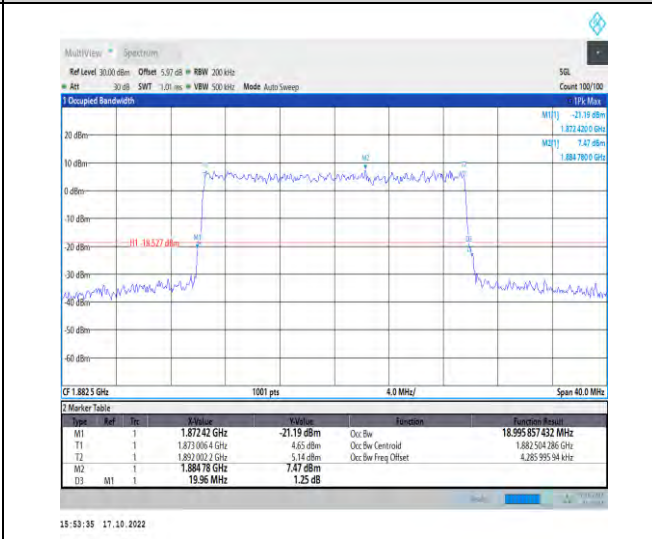 MultiView Spectrum
Ref Level 30.00 dBm Offset 5.97 dB RBW 200 kHz SGL
Att 30 dB SWT 1.01 ms VBW 500 kHz Mode Auto Sweep Count 100/100
1 Occupied Bandwidth 1Pk Max
M1[1] -21.19 dBm
1.872 420 0 GHz
M2[1] 7.47 dBm
1.884 780 0 GHz
20 dBm
10 dBm
M2
0 dBm
-10 dBm
M1
-20 dBm
H1 -18.527 dBm
-30 dBm
-40 dBm
-50 dBm
-60 dBm
CF 1.882 5 GHz 1001 pts 4.0 MHz/ Span 40.0 MHz
2 Marker Table
Type Ref Trc X-Value Y-Value Function Function Result
M1 1 1.872 42 GHz -21.19 dBm Occ Bw 18.995 857 432 MHz
T1 1 1.873 006 4 GHz 4.65 dBm Occ Bw Centroid 1.882 504 286 GHz
T2 1 1.892 002 2 GHz 5.14 dBm Occ Bw Freq Offset 4.285 995 94 kHz
M2 1 1.884 78 GHz 7.47 dBm
D3 M1 1 19.96 MHz 1.25 dB
15:53:35 17.10.2022